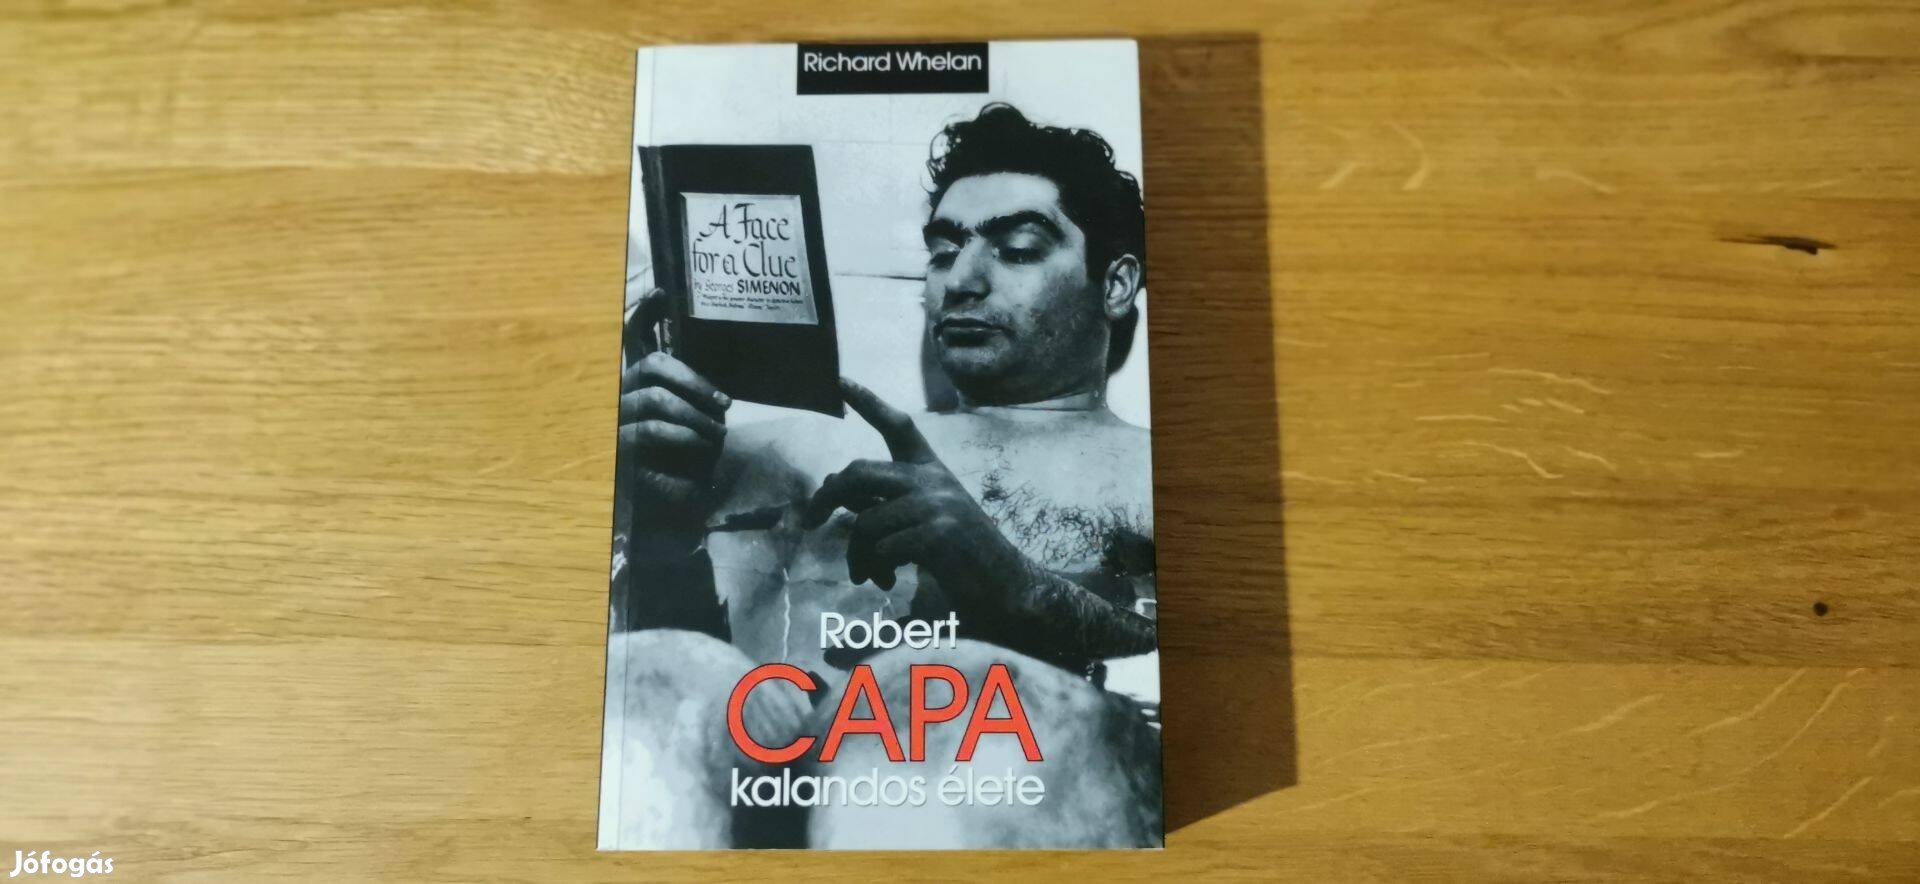 Richard Whelan
A Face
for a Clue
by Georges SIMENON
Robert
CAPA
kalandos élete
Jófogás